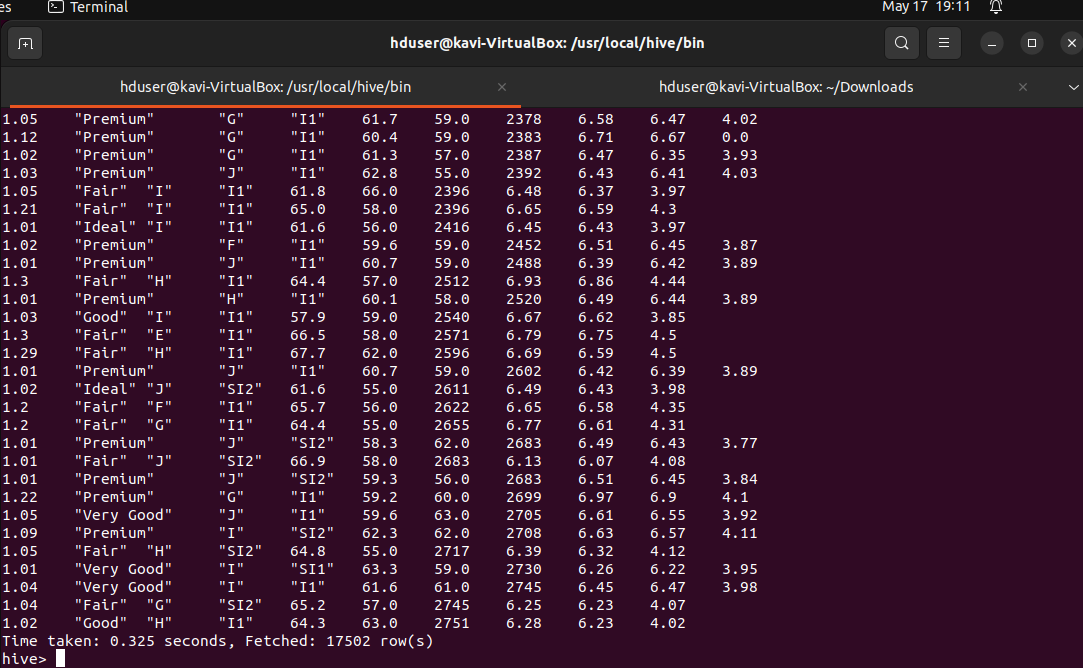 es Terminal May 17 19:11
hduser@kavi-VirtualBox: /usr/local/hive/bin
hduser@kavi-VirtualBox: /usr/local/hive/bin × hduser@kavi-VirtualBox: ~/Downloads ×
1.05 "Premium" "G" "I1" 61.7 59.0 2378 6.58 6.47 4.02
1.12 "Premium" "G" "I1" 60.4 59.0 2383 6.71 6.67 0.0
1.02 "Premium" "G" "I1" 61.3 57.0 2387 6.47 6.35 3.93
1.03 "Premium" "J" "I1" 62.8 55.0 2392 6.43 6.41 4.03
1.05 "Fair" "I" "I1" 61.8 66.0 2396 6.48 6.37 3.97
1.21 "Fair" "I" "I1" 65.0 58.0 2396 6.65 6.59 4.3
1.01 "Ideal" "I" "I1" 61.6 56.0 2416 6.45 6.43 3.97
1.02 "Premium" "F" "I1" 59.6 59.0 2452 6.51 6.45 3.87
1.01 "Premium" "J" "I1" 60.7 59.0 2488 6.39 6.42 3.89
1.3 "Fair" "H" "I1" 64.4 57.0 2512 6.93 6.86 4.44
1.01 "Premium" "H" "I1" 60.1 58.0 2520 6.49 6.44 3.89
1.03 "Good" "I" "I1" 57.9 59.0 2540 6.67 6.62 3.85
1.3 "Fair" "E" "I1" 66.5 58.0 2571 6.79 6.75 4.5
1.29 "Fair" "H" "I1" 67.7 62.0 2596 6.69 6.59 4.5
1.01 "Premium" "J" "I1" 60.7 59.0 2602 6.42 6.39 3.89
1.02 "Ideal" "J" "SI2" 61.6 55.0 2611 6.49 6.43 3.98
1.2 "Fair" "F" "I1" 65.7 56.0 2622 6.65 6.58 4.35
1.2 "Fair" "G" "I1" 64.4 55.0 2655 6.77 6.61 4.31
1.01 "Premium" "J" "SI2" 58.3 62.0 2683 6.49 6.43 3.77
1.01 "Fair" "J" "SI2" 66.9 58.0 2683 6.13 6.07 4.08
1.01 "Premium" "J" "SI2" 59.3 56.0 2683 6.51 6.45 3.84
1.22 "Premium" "G" "I1" 59.2 60.0 2699 6.97 6.9 4.1
1.05 "Very Good" "J" "I1" 59.6 63.0 2705 6.61 6.55 3.92
1.09 "Premium" "I" "SI2" 62.3 62.0 2708 6.63 6.57 4.11
1.05 "Fair" "H" "SI2" 64.8 55.0 2717 6.39 6.32 4.12
1.01 "Very Good" "I" "SI1" 63.3 59.0 2730 6.26 6.22 3.95
1.04 "Very Good" "I" "I1" 61.6 61.0 2745 6.45 6.47 3.98
1.04 "Fair" "G" "SI2" 65.2 57.0 2745 6.25 6.23 4.07
1.02 "Good" "H" "I1" 64.3 63.0 2751 6.28 6.23 4.02
Time taken: 0.325 seconds, Fetched: 17502 row(s)
hive>